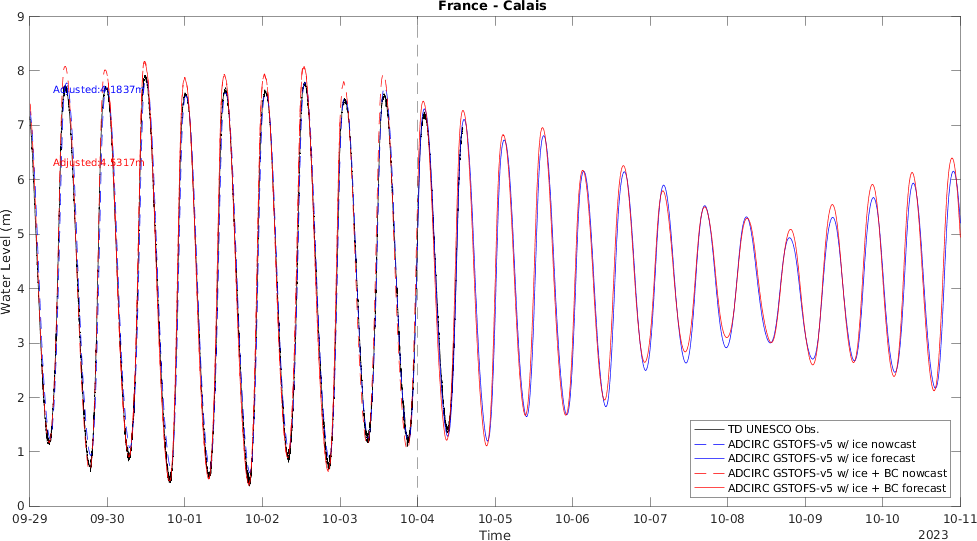 France - Calais
9
8
7
6
5
4
3
2
1
0
Water Level (m)
Adjusted:4.1837m
Adjusted:4.5317m
TD UNESCO Obs.
ADCIRC GSTOFS-v5 w/ ice nowcast
ADCIRC GSTOFS-v5 w/ ice forecast
ADCIRC GSTOFS-v5 w/ ice + BC nowcast
ADCIRC GSTOFS-v5 w/ ice + BC forecast
09-29 09-30 10-01 10-02 10-03 10-04 10-05 10-06 10-07 10-08 10-09 10-10 10-11
Time
2023